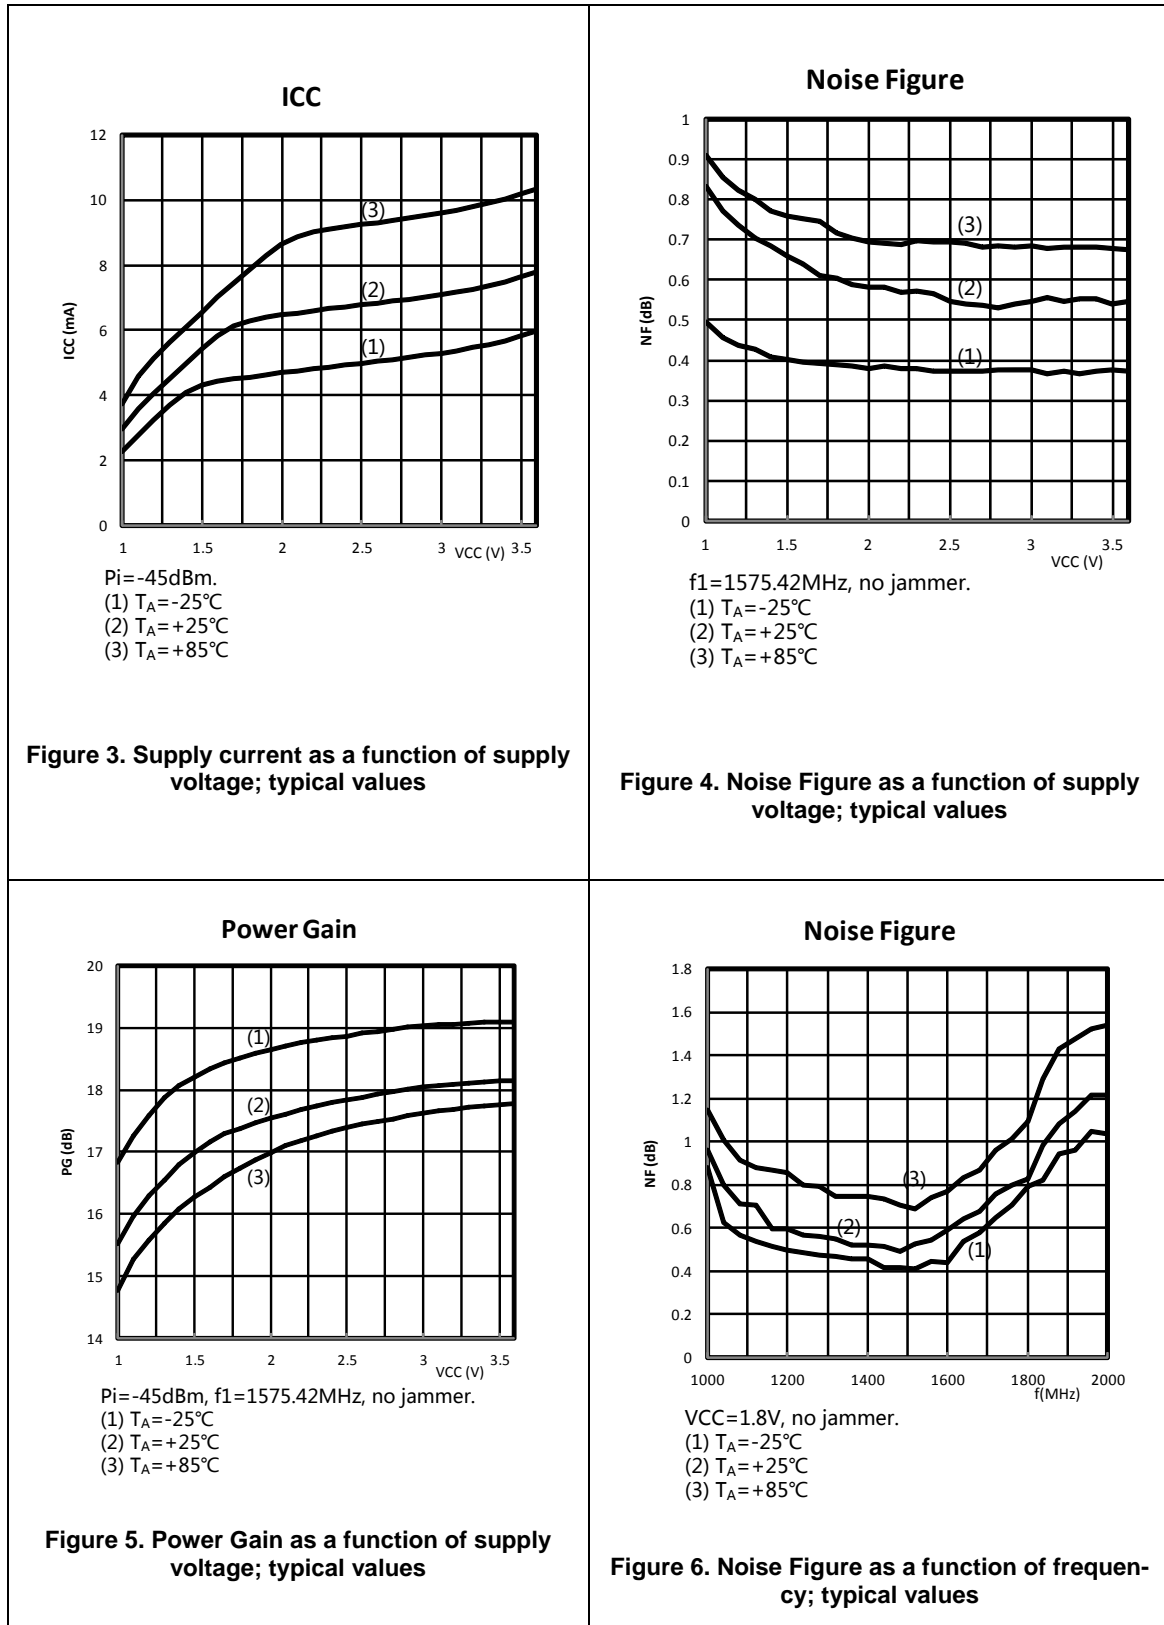 ICC
12
10
8
6
4
2
0
ICC (mA)
(3)
(2)
(1)
1 1.5 2 2.5 3 VCC (V) 3.5
Pi=-45dBm.
(1) TA=-25℃
(2) TA=+25℃
(3) TA=+85℃
Figure 3. Supply current as a function of supply
voltage; typical values
Noise Figure
1
0.9
0.8
0.7
0.6
0.5
0.4
0.3
0.2
0.1
0
NF (dB)
(3)
(2)
(1)
1 1.5 2 2.5 3 3.5
VCC (V)
f1=1575.42MHz, no jammer.
(1) TA=-25℃
(2) TA=+25℃
(3) TA=+85℃
Figure 4. Noise Figure as a function of supply
voltage; typical values
Power Gain
20
19
18
17
16
15
14
PG (dB)
(1)
(2)
(3)
1 1.5 2 2.5 3 3.5
VCC (V)
Pi=-45dBm, f1=1575.42MHz, no jammer.
(1) TA=-25℃
(2) TA=+25℃
(3) TA=+85℃
Figure 5. Power Gain as a function of supply
voltage; typical values
Noise Figure
1.8
1.6
1.4
1.2
1
0.8
0.6
0.4
0.2
0
NF (dB)
(3)
(2)
(1)
1000 1200 1400 1600 1800 2000
f(MHz)
VCC=1.8V, no jammer.
(1) TA=-25℃
(2) TA=+25℃
(3) TA=+85℃
Figure 6. Noise Figure as a function of frequen-
cy; typical values